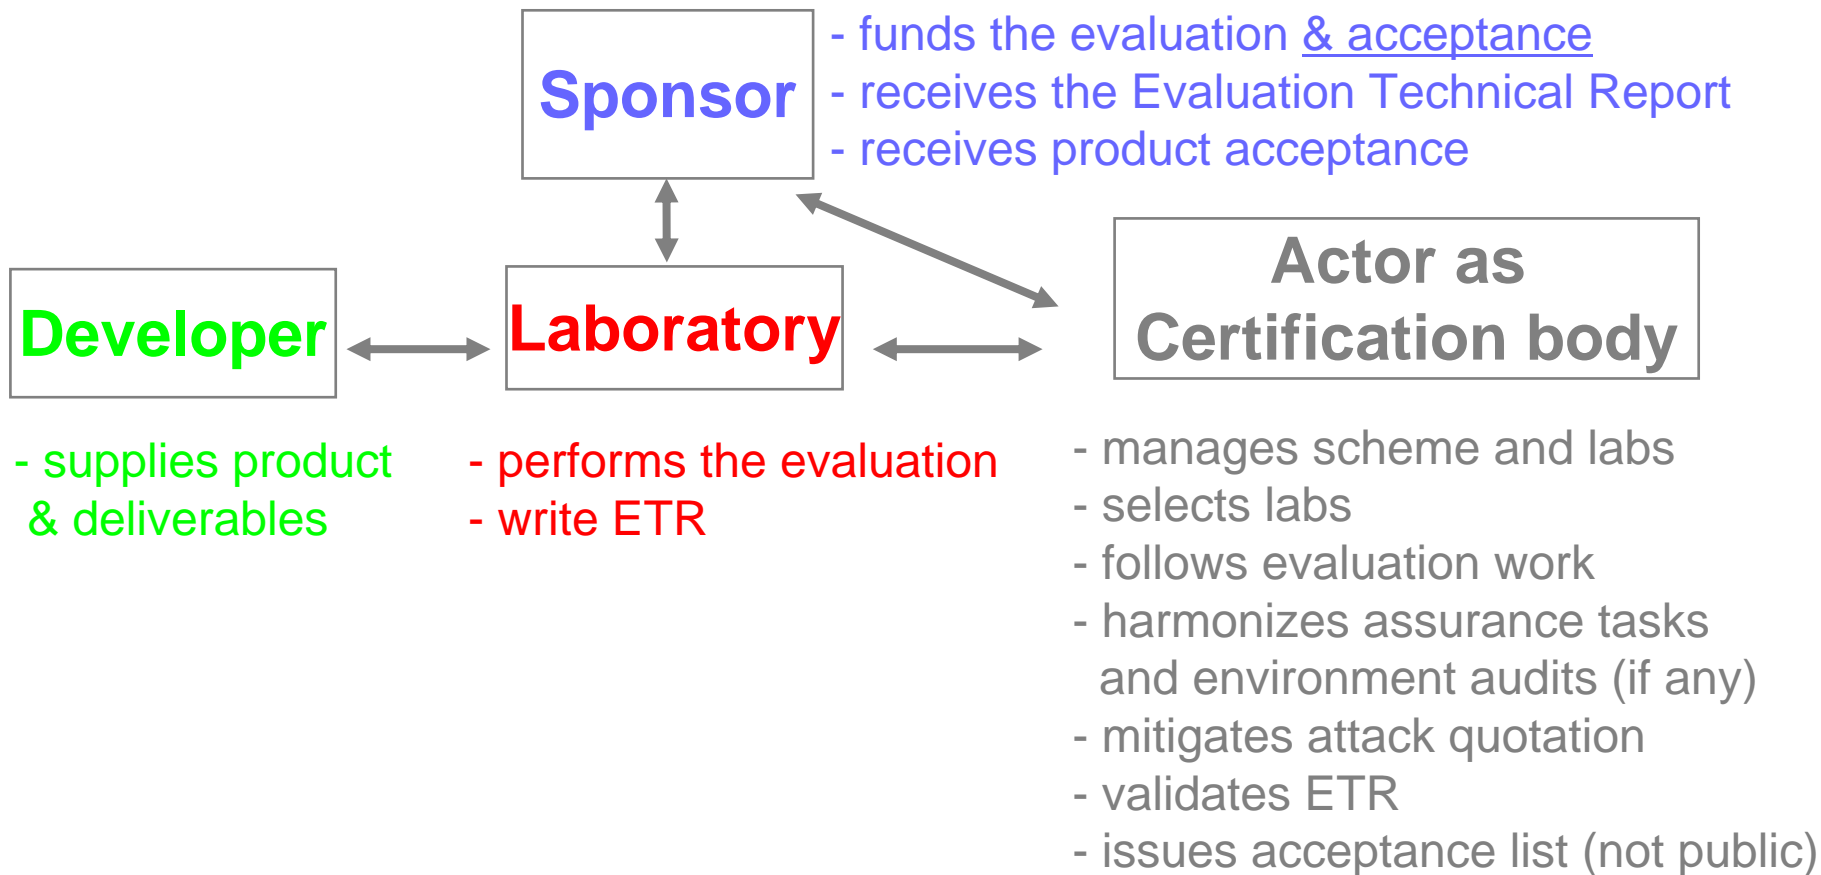 Sponsor
- funds the evaluation & acceptance
- receives the Evaluation Technical Report
- receives product acceptance
Developer
Laboratory
Actor as
Certification body
- supplies product
& deliverables
- performs the evaluation
- write ETR
- manages scheme and labs
- selects labs
- follows evaluation work
- harmonizes assurance tasks
and environment audits (if any)
- mitigates attack quotation
- validates ETR
- issues acceptance list (not public)